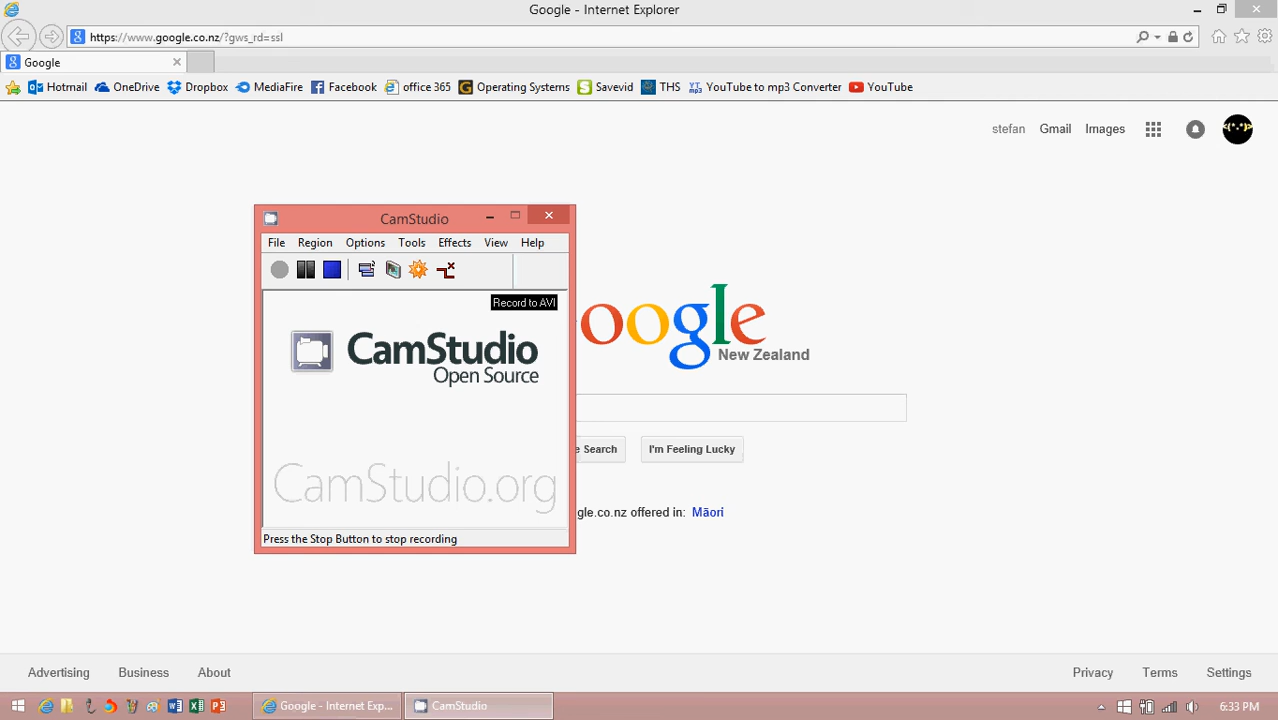 Google - Internet Explorer
https://www.google.co.nz/?gws_rd=ssl
Google
Hotmail OneDrive Dropbox MediaFire Facebook office 365 Operating Systems Savevid THS YouTube to mp3 Converter YouTube
stefan Gmail Images <(*.*)>
CamStudio
File Region Options Tools Effects View Help
Record to AVI
oogle
New Zealand
CamStudio
Open Source
e Search I'm Feeling Lucky
CamStudio.org
gle.co.nz offered in: Māori
Press the Stop Button to stop recording
Advertising Business About Privacy Terms Settings
Google - Internet Exp... CamStudio 6:33 PM